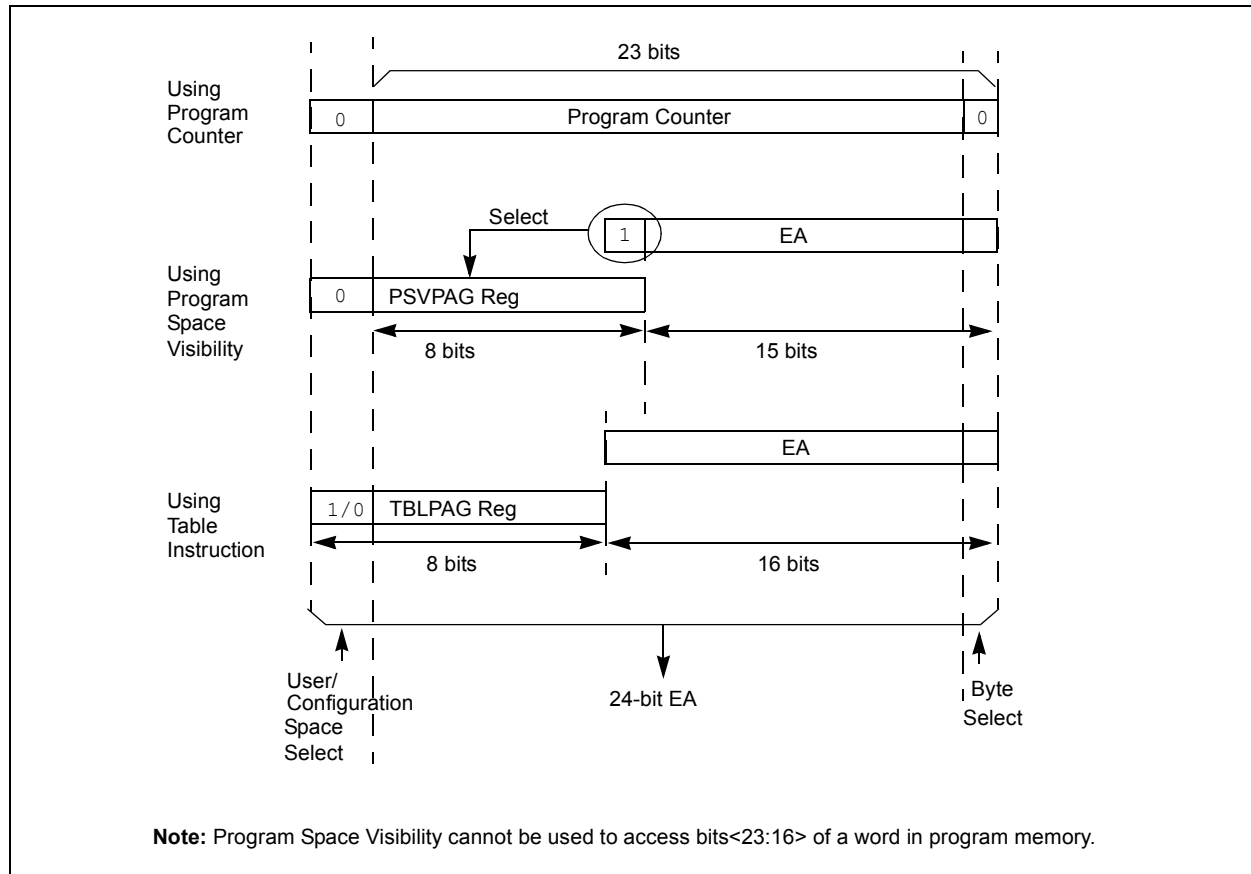 23 bits
Using
Program
Counter
0
Program Counter
0
Select
1
EA
Using
Program
Space
Visibility
0
PSVPAG Reg
8 bits
15 bits
EA
Using
Table
Instruction
1/0
TBLPAG Reg
8 bits
16 bits
User/
Configuration
Space
Select
24-bit EA
Byte
Select
Note: Program Space Visibility cannot be used to access bits<23:16> of a word in program memory.